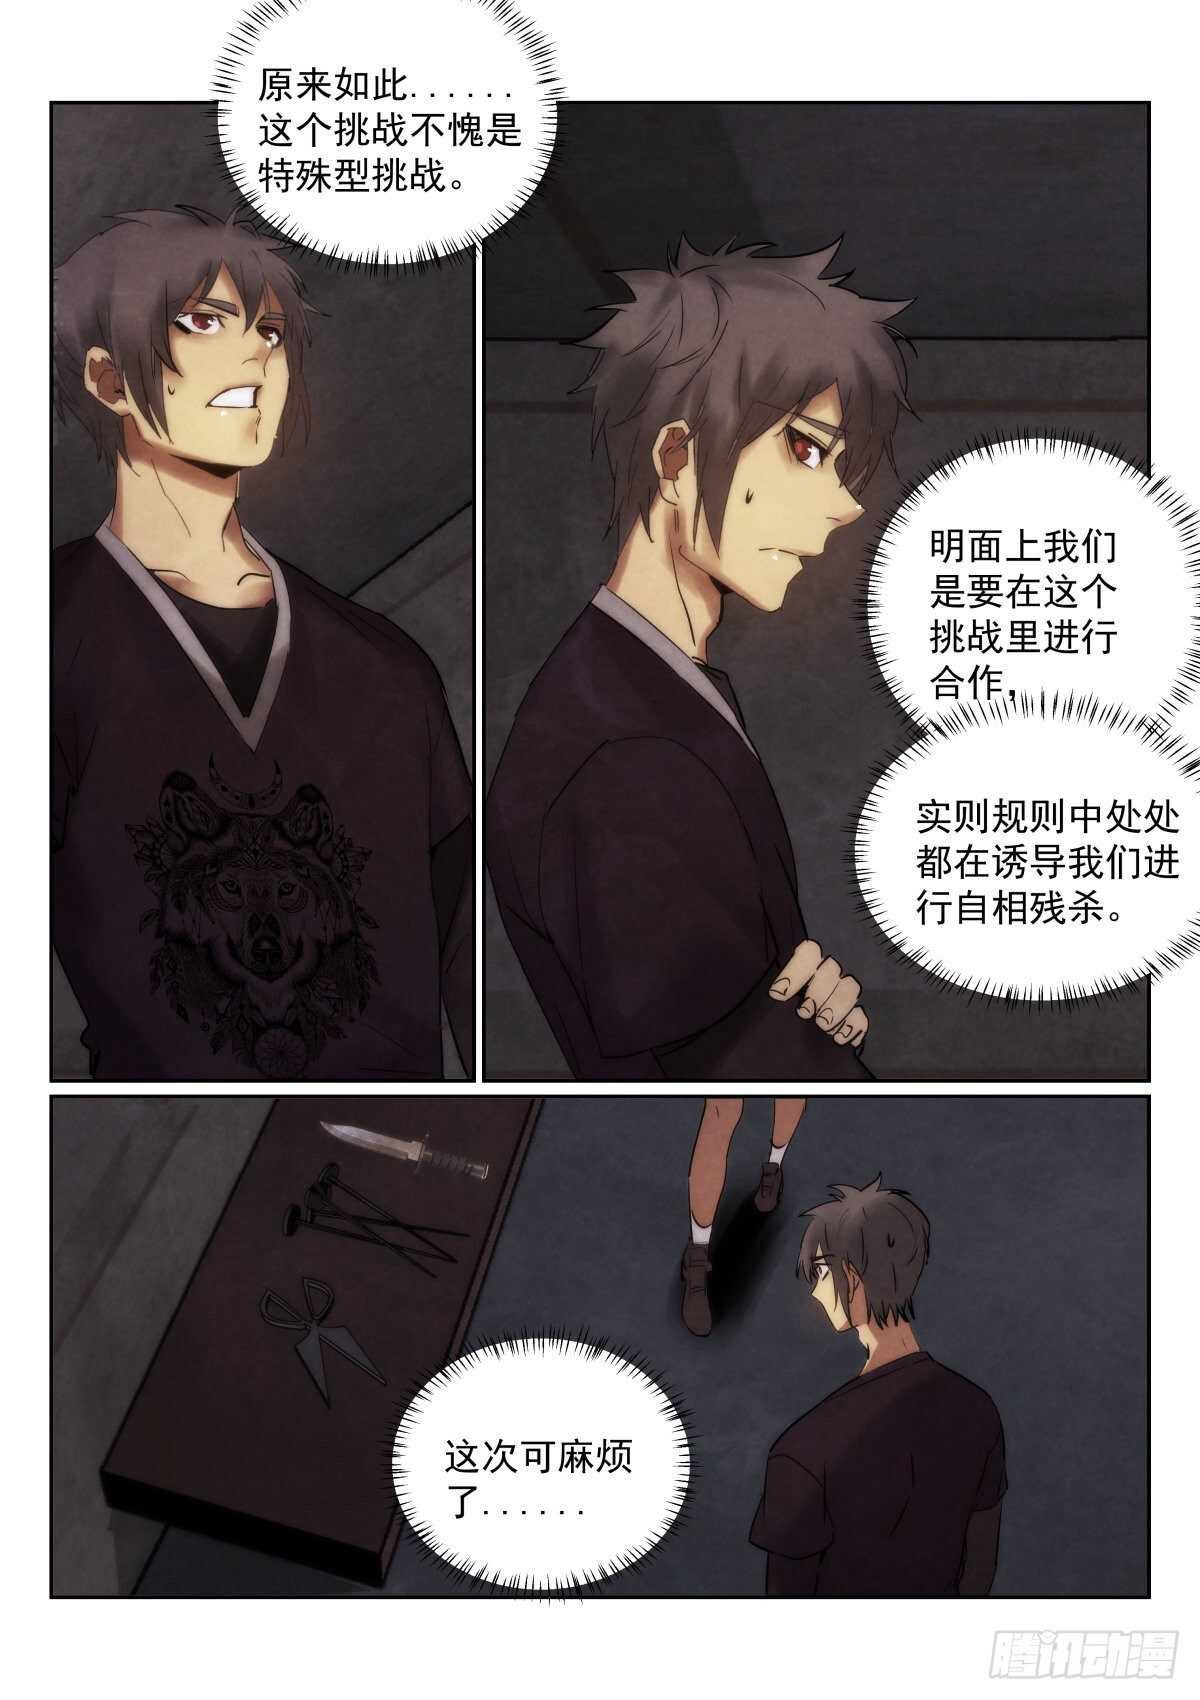 原来如此......
这个挑战不愧是
特殊型挑战。
明面上我们
是要在这个
挑战里进行
合作，
实则规则中处处
都在诱导我们进
行自相残杀。
这次可麻烦
了......
腾讯动漫